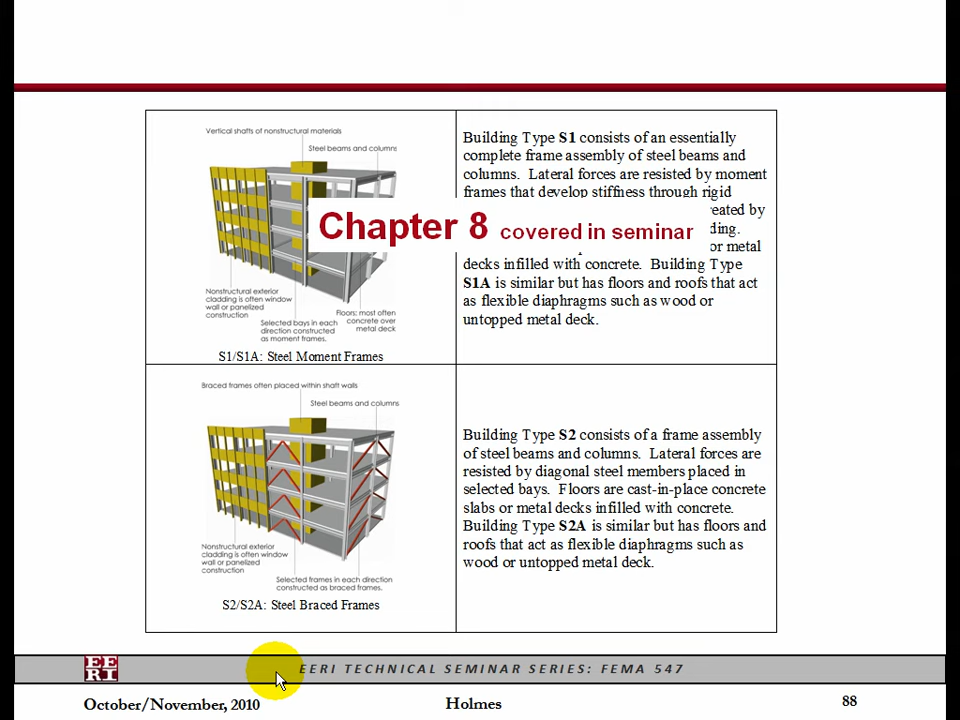 Vertical shafts of nonstructural materials
Steel beams and columns
Nonstructural exterior
cladding is often window
wall or panelized
construction
Selected bays in each
direction constructed
as moment frames.
Floors: most often
concrete over
metal deck
S1/S1A: Steel Moment Frames
Building Type S1 consists of an essentially
complete frame assembly of steel beams and
columns. Lateral forces are resisted by moment
frames that develop stiffness through rigid
Chapter 8 covered in seminar
or metal
decks infilled with concrete. Building Type
S1A is similar but has floors and roofs that act
as flexible diaphragms such as wood or
untopped metal deck.
Braced frames often placed within shaft walls
Steel beams and columns
Nonstructural exterior
cladding is often window
wall or panelized
construction
Selected frames in each direction
constructed as braced frames.
S2/S2A: Steel Braced Frames
Building Type S2 consists of a frame assembly
of steel beams and columns. Lateral forces are
resisted by diagonal steel members placed in
selected bays. Floors are cast-in-place concrete
slabs or metal decks infilled with concrete.
Building Type S2A is similar but has floors and
roofs that act as flexible diaphragms such as
wood or untopped metal deck.
EE
RI
EERI TECHNICAL SEMINAR SERIES: FEMA 547
October/November, 2010
Holmes
88